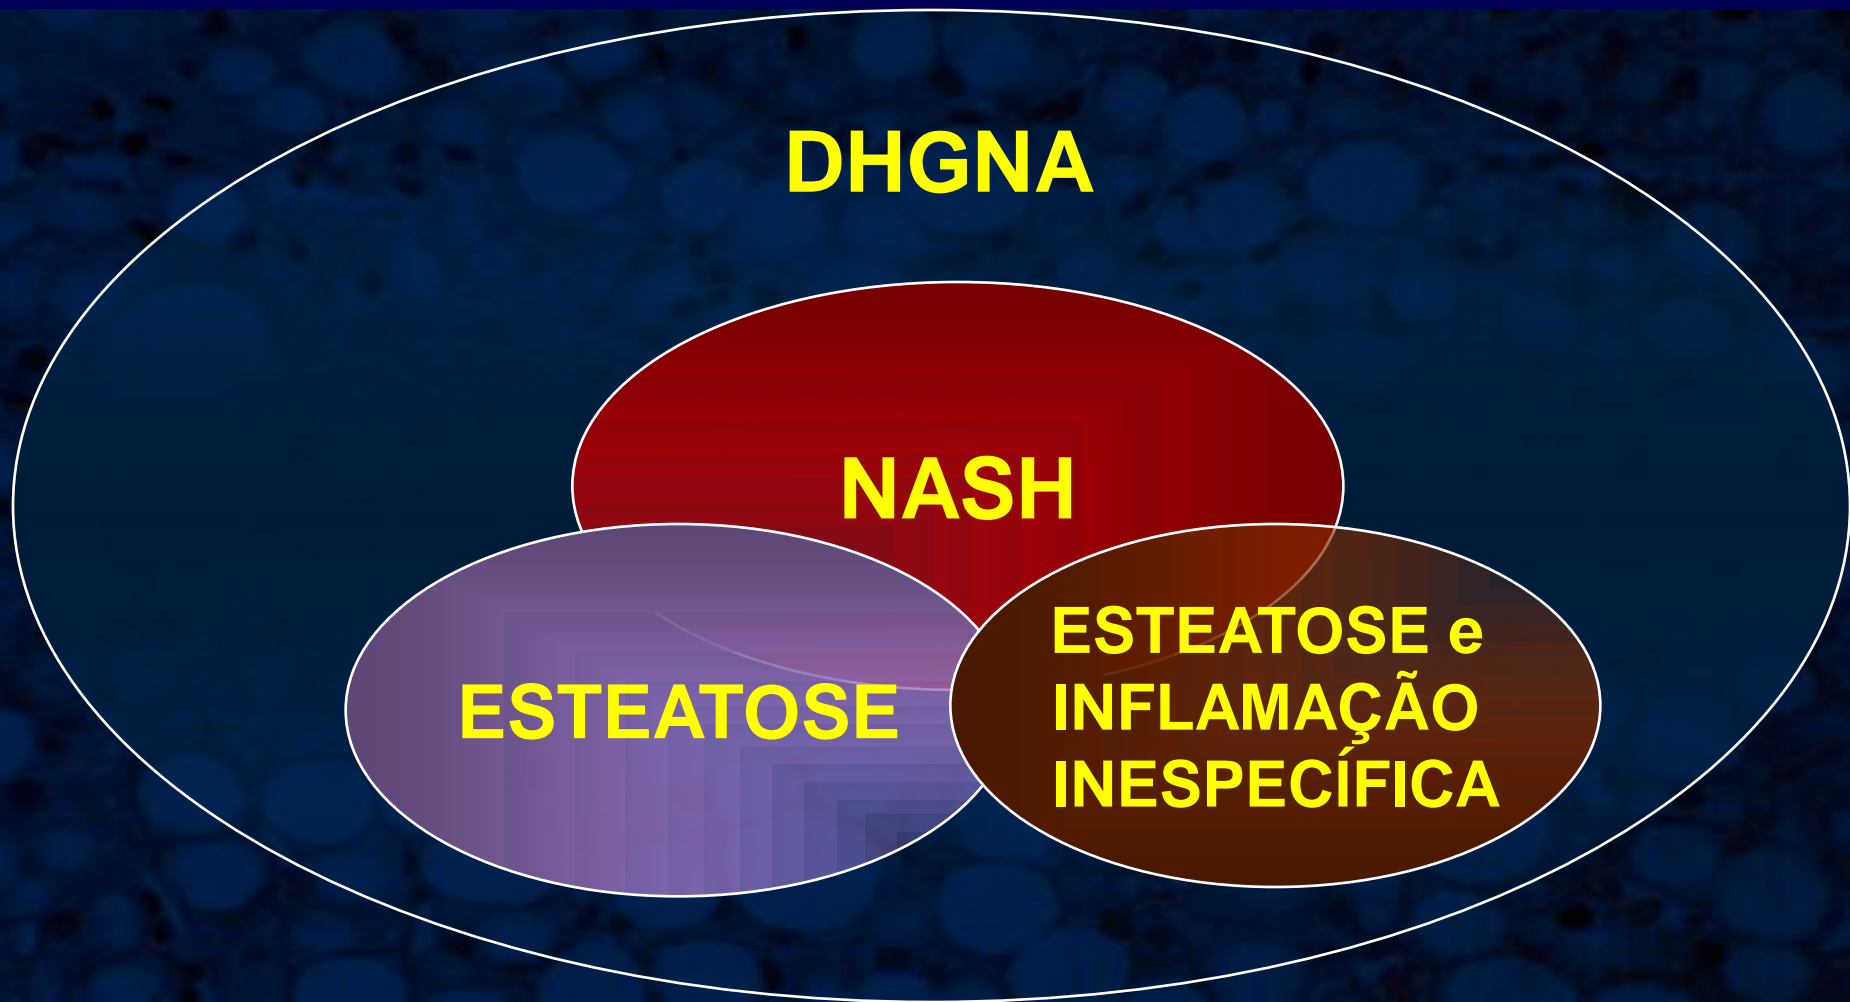 DHGNA
NASH
ESTEATOSE
ESTEATOSE e
INFLAMAÇÃO
INESPECÍFICA